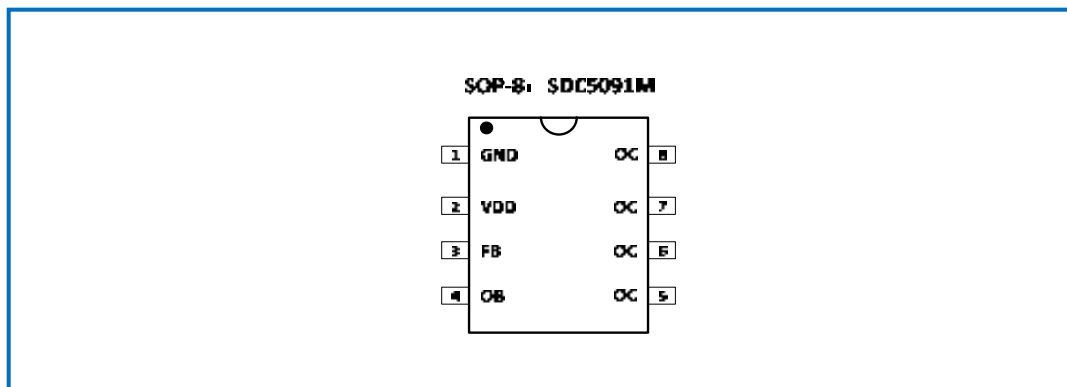 SOP-8: SDC5091M
1 GND OC 8
2 VDD OC 7
3 FB OC 6
4 OB OC 5